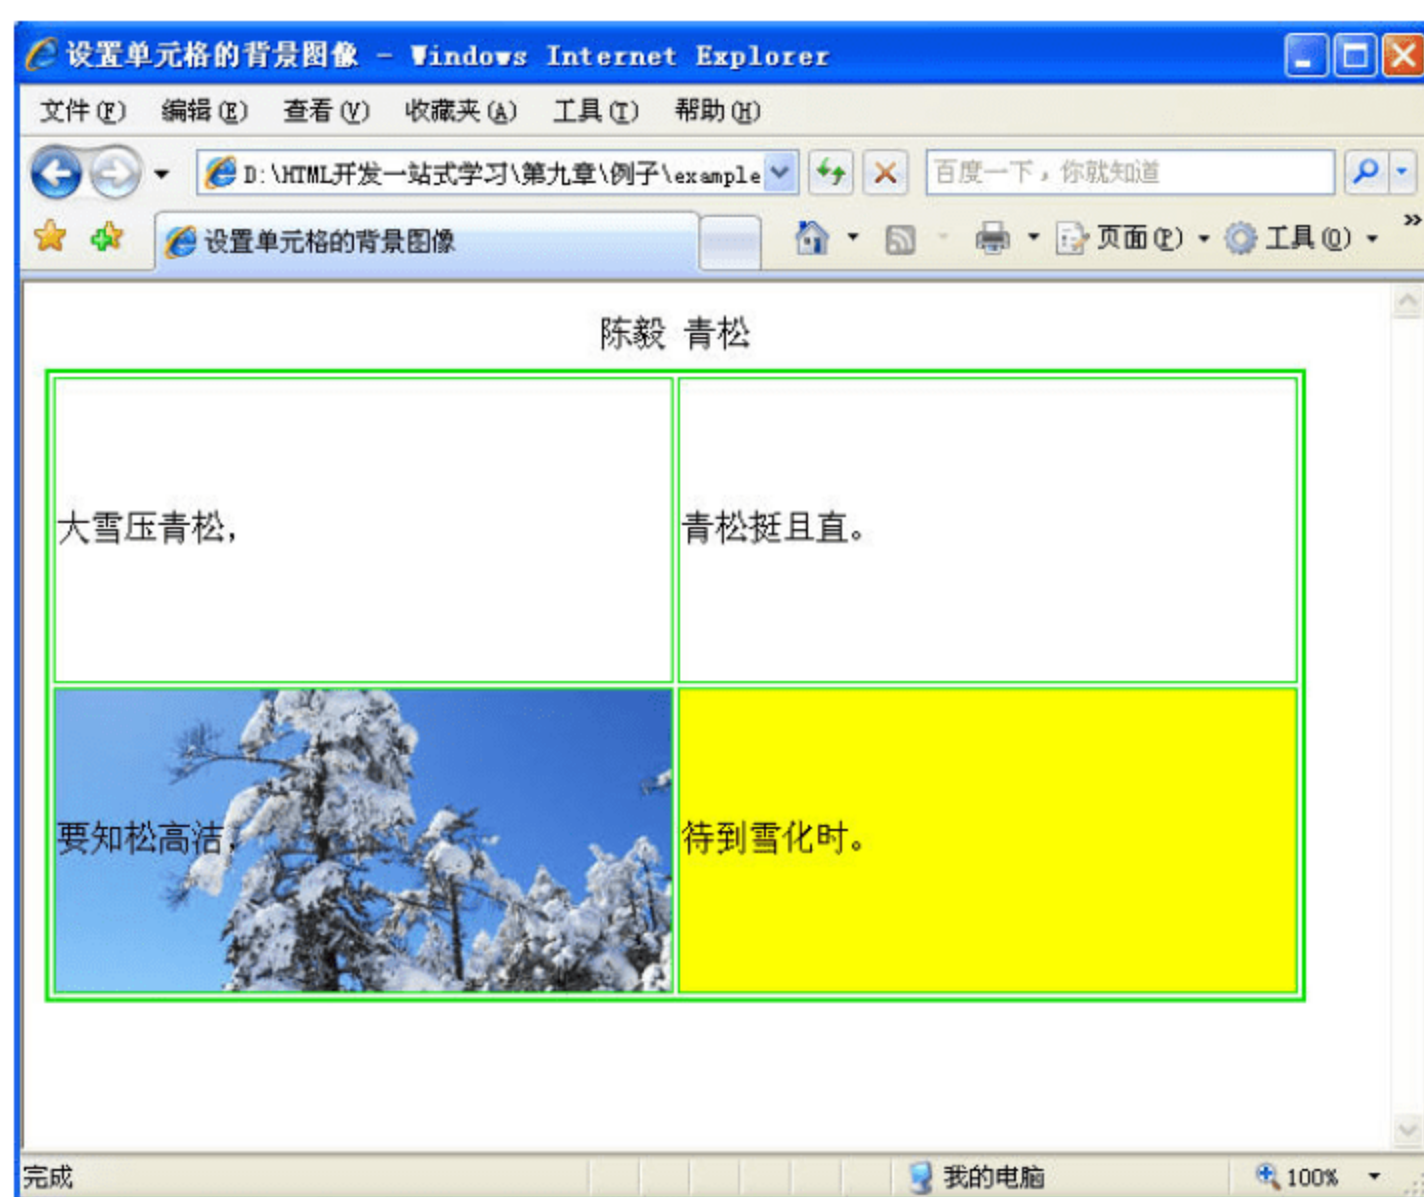 设置单元格的背景图像 - Windows Internet Explorer
文件(F) 编辑(E) 查看(V) 收藏夹(A) 工具(T) 帮助(H)
D:\HTML开发一站式学习\第九章\例子\example 百度一下，你就知道
设置单元格的背景图像 页面(P) 工具(O) »
陈毅 青松
大雪压青松， 青松挺且直。
要知松高洁， 待到雪化时。
完成 我的电脑 100%